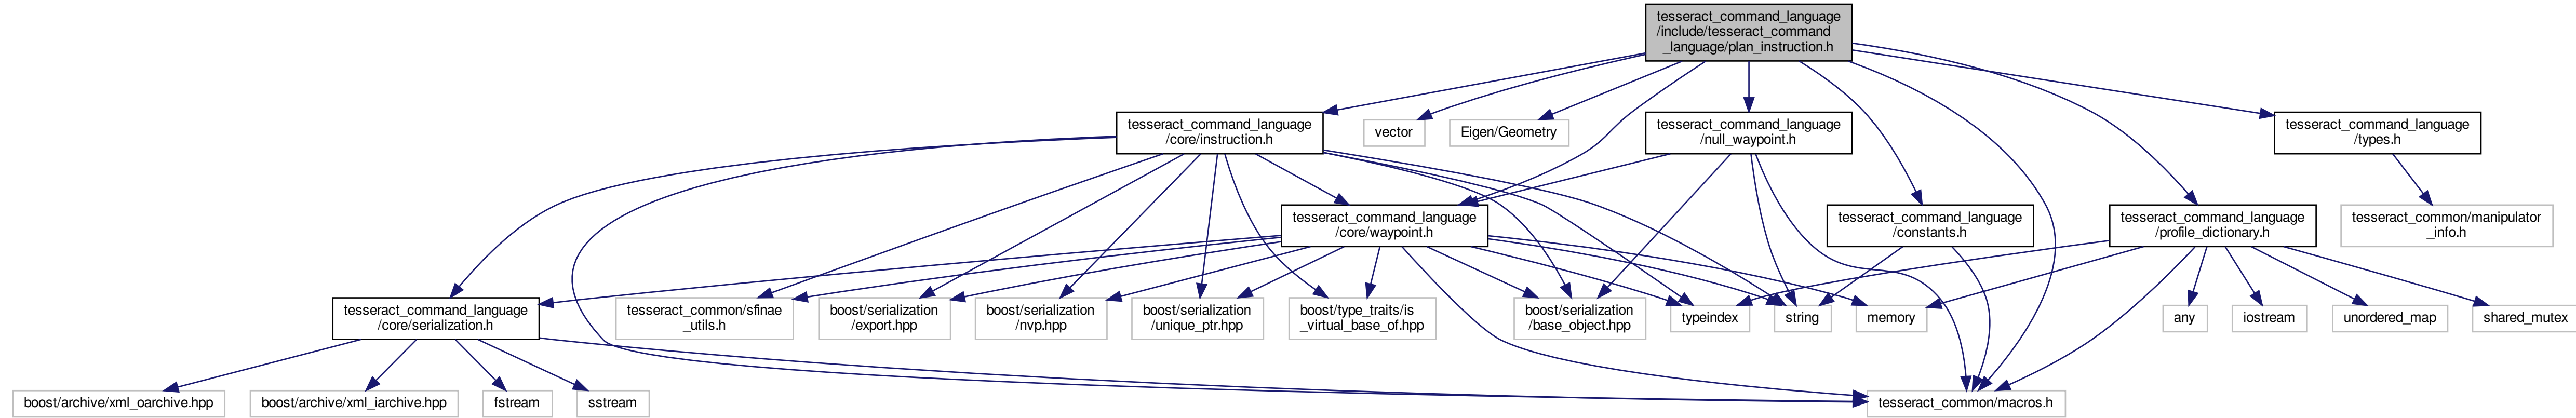 tesseract_command_language
/include/tesseract_command
_language/plan_instruction.h
tesseract_command_language
/core/instruction.h
vector
Eigen/Geometry
tesseract_command_language
/null_waypoint.h
tesseract_command_language
/types.h
tesseract_command_language
/core/waypoint.h
tesseract_command_language
/constants.h
tesseract_command_language
/profile_dictionary.h
tesseract_common/manipulator
_info.h
tesseract_command_language
/core/serialization.h
tesseract_common/sfinae
_utils.h
boost/serialization
/export.hpp
boost/serialization
/nvp.hpp
boost/serialization
/unique_ptr.hpp
boost/type_traits/is
_virtual_base_of.hpp
boost/serialization
/base_object.hpp
typeindex
string
memory
any
iostream
unordered_map
shared_mutex
boost/archive/xml_oarchive.hpp
boost/archive/xml_iarchive.hpp
fstream
sstream
tesseract_common/macros.h